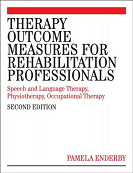 THERAPY
OUTCOME
MEASURES FOR
REHABILITATION
PROFESSIONALS
Speech and Language Therapy,
Physiotherapy, Occupational Therapy
SECOND EDITION
PAMELA ENDERBY